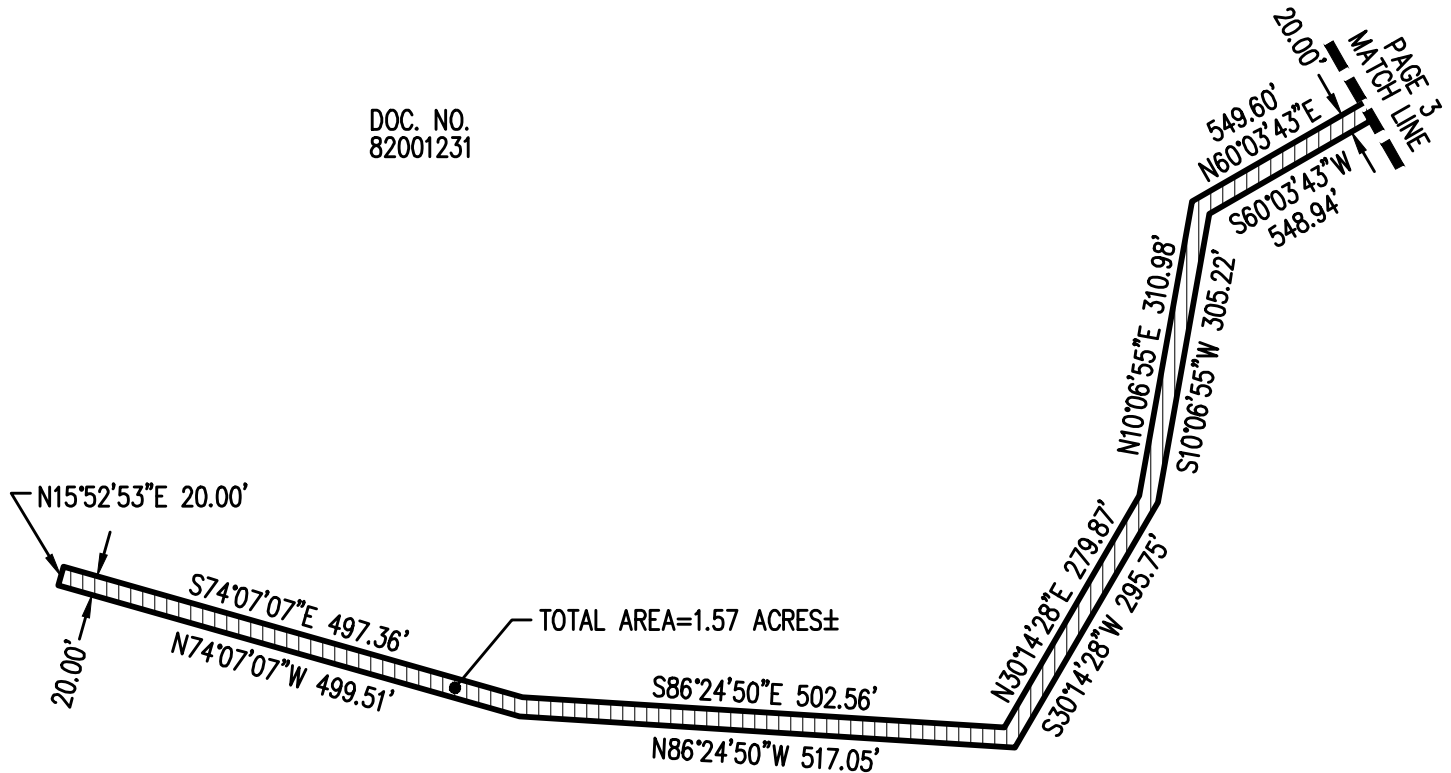 DOC. NO.
82001231
20.00'
PAGE 3
MATCH LINE
549.60'
N60°03'43"E
S60°03'43"W
548.94'
N10°06'55"E 310.98'
S10°06'55"W 305.22'
N15°52'53"E 20.00'
N30°14'28"E 279.87'
S30°14'28"W 295.75'
S74°07'07"E 497.36'
N74°07'07"W 499.51'
20.00'
TOTAL AREA=1.57 ACRES±
S86°24'50"E 502.56'
N86°24'50"W 517.05'